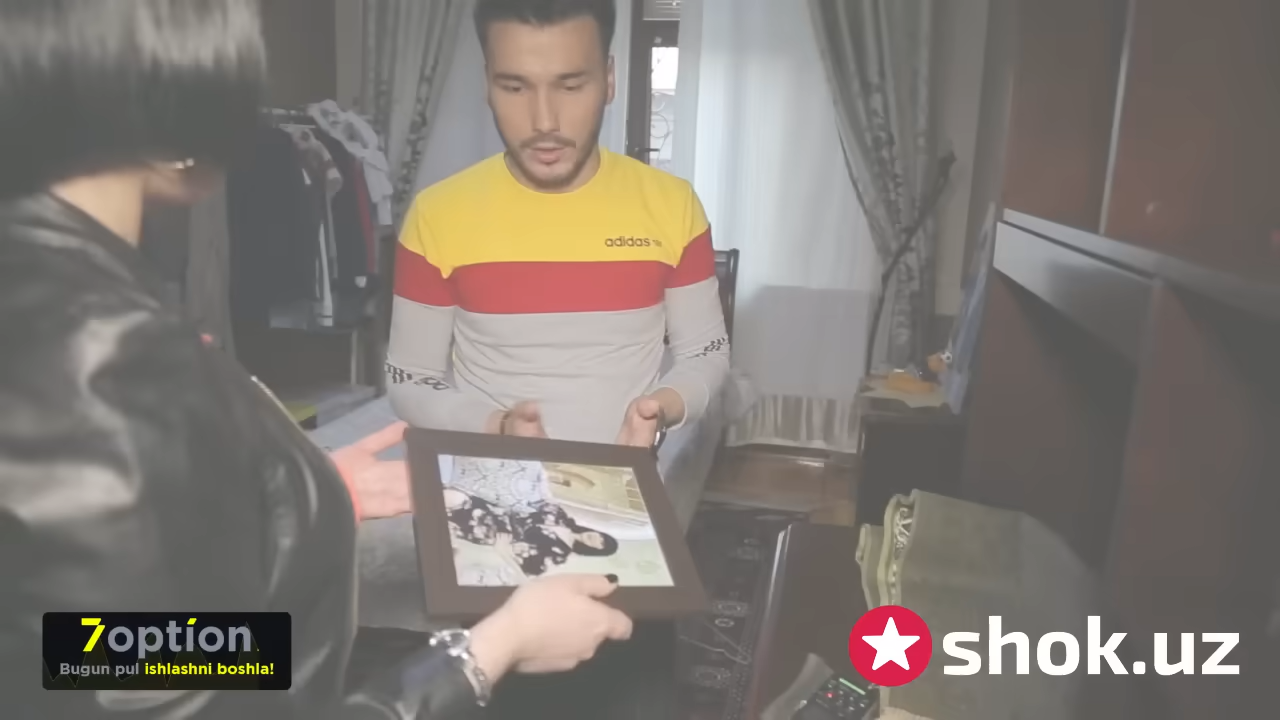 adidas
7option
Bugun pul ishlashni boshla!
shok.uz